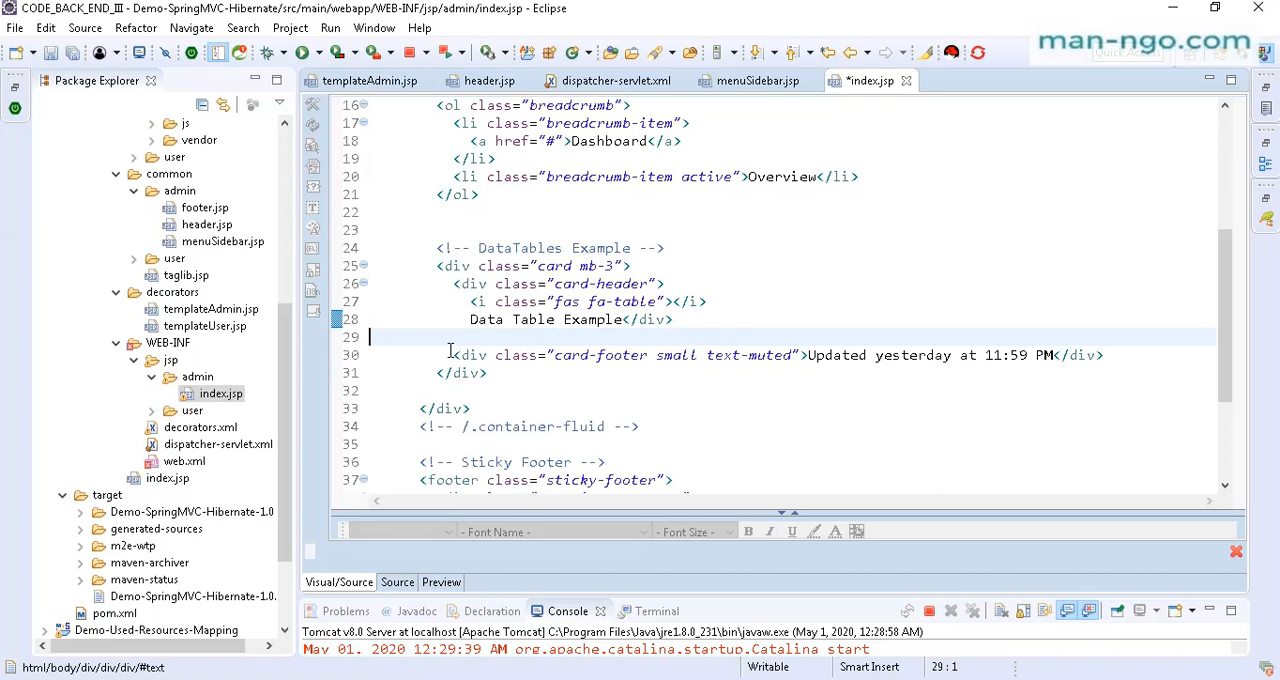 CODE_BACK_END_III - Demo-SpringMVC-Hibernate/src/main/webapp/WEB-INF/jsp/admin/index.jsp - Eclipse
File Edit Source Refactor Navigate Search Project Run Window Help
man-ngo.com
Quick Access
Package Explorer
templateAdmin.jsp header.jsp dispatcher-servlet.xml menuSidebar.jsp *index.jsp
js
vendor
user
common
admin
footer.jsp
header.jsp
menuSidebar.jsp
user
taglib.jsp
decorators
templateAdmin.jsp
templateUser.jsp
WEB-INF
jsp
admin
index.jsp
user
decorators.xml
dispatcher-servlet.xml
web.xml
index.jsp
target
Demo-SpringMVC-Hibernate-1.0
generated-sources
m2e-wtp
maven-archiver
maven-status
Demo-SpringMVC-Hibernate-1.0.
pom.xml
Demo-Used-Resources-Mapping
16 <ol class="breadcrumb">
17 <li class="breadcrumb-item">
18 <a href="#">Dashboard</a>
19 </li>
20 <li class="breadcrumb-item active">Overview</li>
21 </ol>
22
23
24 <!-- DataTables Example -->
25 <div class="card mb-3">
26 <div class="card-header">
27 <i class="fas fa-table"></i>
28 Data Table Example</div>
29
30 <div class="card-footer small text-muted">Updated yesterday at 11:59 PM</div>
31 </div>
32
33 </div>
34 <!-- /.container-fluid -->
35
36 <!-- Sticky Footer -->
37 <footer class="sticky-footer">
- Font Name - - Font Size - B I U A
Visual/Source Source Preview
Problems Javadoc Declaration Console Terminal
Tomcat v8.0 Server at localhost [Apache Tomcat] C:\Program Files\Java\jre1.8.0_231\bin\javaw.exe (May 1, 2020, 12:28:58 AM)
May 01, 2020 12:29:39 AM org.apache.catalina.startup.Catalina start
html/body/div/div/div/#text Writable Smart Insert 29 : 1